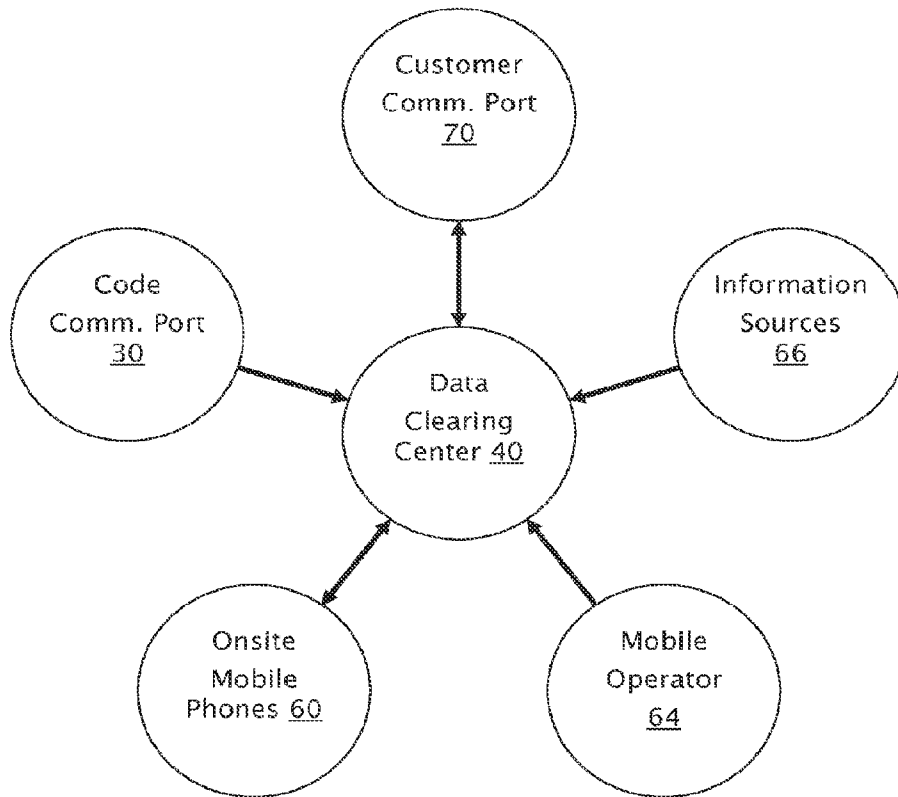 Customer
Comm. Port
70
Code
Comm. Port
30
Information
Sources
66
Data
Clearing
Center 40
Onsite
Mobile
Phones 60
Mobile
Operator
64